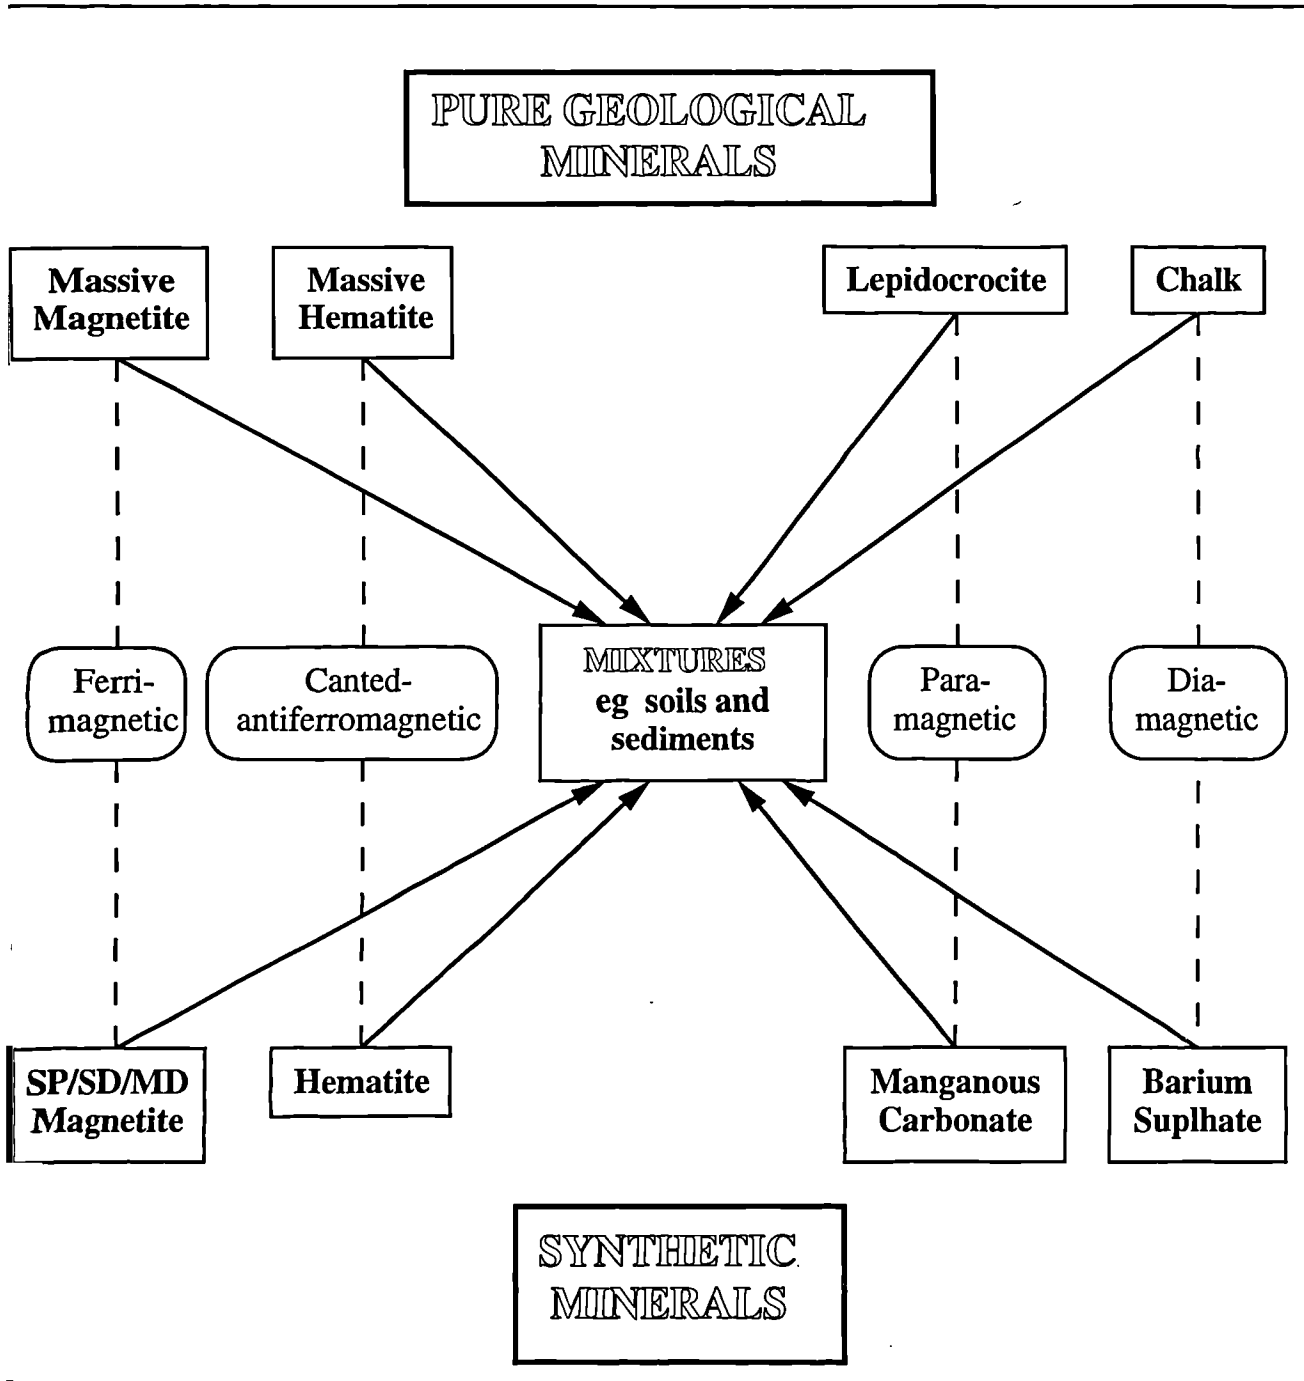 PURE GEOLOGICAL
MINERALS
Massive
Magnetite
Massive
Hematite
Lepidocrocite
Chalk
Ferri-
magnetic
Canted-
antiferromagnetic
MIXTURES
eg soils and
sediments
Para-
magnetic
Dia-
magnetic
SP/SD/MD
Magnetite
Hematite
Manganous
Carbonate
Barium
Suplhate
SYNTHETIC
MINERALS